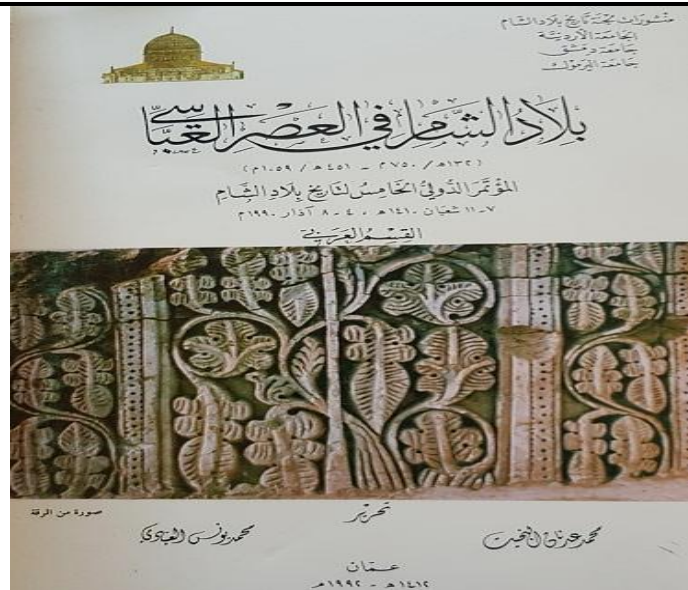 منشورات لجنة تاريخ بلاد الشام
الجامعة الأردنية
جامعة دمشق
جامعة اليرموك
بلاد الشام في العصر العباسي
(١٣٢هـ/٧٥٠م - ٤٥١هـ/١٠٥٩م)
المؤتمر الدولي الخامس لتاريخ بلاد الشام
٧-١١ شعبان ١٤١٠هـ، ٤-٨ آذار ١٩٩٠م
القسم العربي
صورة من الرقة
تحرير
محمد عدنان البخيت
محمد يونس العبادي
عمان
١٤١٢هـ - ١٩٩٢م